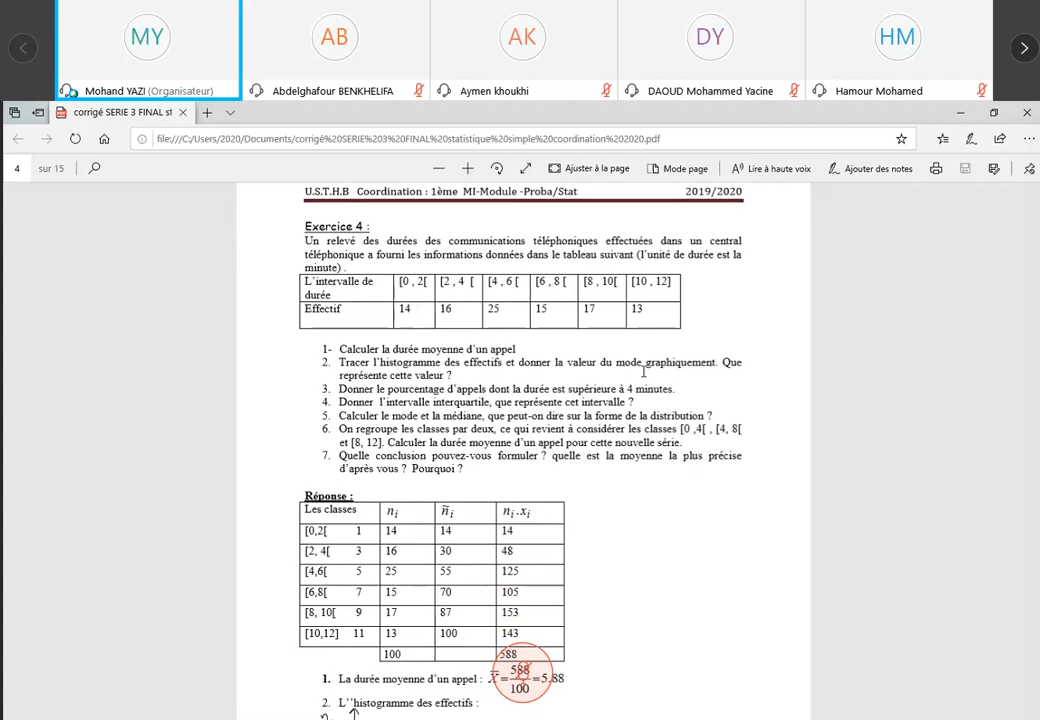 MY AB AK DY HM
Mohand YAZI (Organisateur) Abdelghafour BENKHELIFA Aymen khoukhi DAOUD Mohammed Yacine Hamour Mohamed
corrigé SERIE 3 FINAL st
file:///C:/Users/2020/Documents/corrigé%20SERIE%203%20FINAL%20statistique%20simple%20coordination%202020.pdf
4 sur 15 Ajuster à la page Mode page Lire à haute voix Ajouter des notes
U.S.T.H.B Coordination : 1ème MI-Module -Proba/Stat 2019/2020
Exercice 4 :
Un relevé des durées des communications téléphoniques effectuées dans un central
téléphonique a fourni les informations données dans le tableau suivant (l'unité de durée est la
minute) .
L'intervalle de [0 , 2[ [2 , 4 [ [4 , 6 [ [6 , 8 [ [8 , 10[ [10 , 12]
durée
Effectif 14 16 25 15 17 13
1- Calculer la durée moyenne d'un appel
2. Tracer l'histogramme des effectifs et donner la valeur du mode graphiquement. Que
représente cette valeur ?
3. Donner le pourcentage d'appels dont la durée est supérieure à 4 minutes.
4. Donner l'intervalle interquartile, que représente cet intervalle ?
5. Calculer le mode et la médiane, que peut-on dire sur la forme de la distribution ?
6. On regroupe les classes par deux, ce qui revient à considérer les classes [0 ,4[ , [4, 8[
et [8, 12]. Calculer la durée moyenne d'un appel pour cette nouvelle série.
7. Quelle conclusion pouvez-vous formuler ? quelle est la moyenne la plus précise
d'après vous ? Pourquoi ?
Réponse :
Les classes nᵢ ñᵢ nᵢ.xᵢ
[0,2[ 1 14 14 14
[2, 4[ 3 16 30 48
[4,6[ 5 25 55 125
[6,8[ 7 15 70 105
[8, 10[ 9 17 87 153
[10,12] 11 13 100 143
100 588
1. La durée moyenne d'un appel : X̄ = 588/100 = 5.88
2. L''histogramme des effectifs :